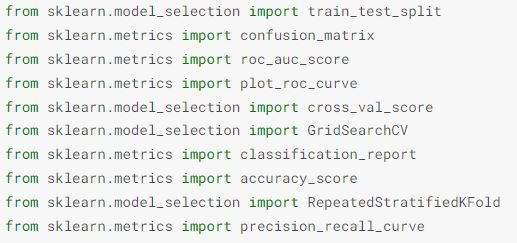 from sklearn.model_selection import train_test_split
from sklearn.metrics import confusion_matrix
from sklearn.metrics import roc_auc_score
from sklearn.metrics import plot_roc_curve
from sklearn.model_selection import cross_val_score
from sklearn.model_selection import GridSearchCV
from sklearn.metrics import classification_report
from sklearn.metrics import accuracy_score
from sklearn.model_selection import RepeatedStratifiedKFold
from sklearn.metrics import precision_recall_curve